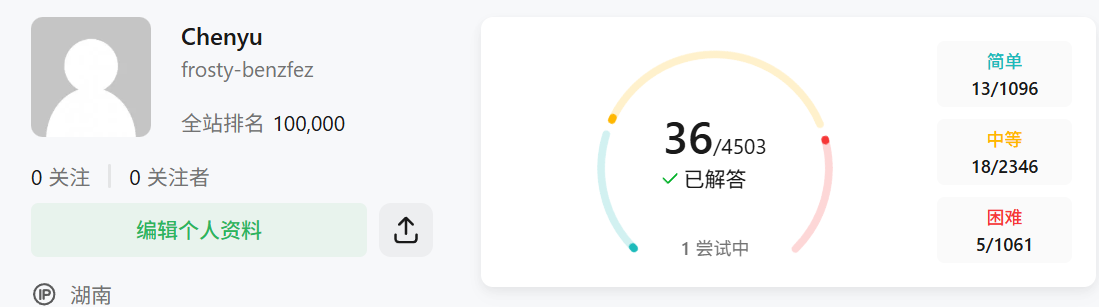 Chenyu
frosty-benzfez
全站排名 100,000
0 关注 0 关注者
编辑个人资料
IP 湖南
36/4503
已解答
1 尝试中
简单
13/1096
中等
18/2346
困难
5/1061